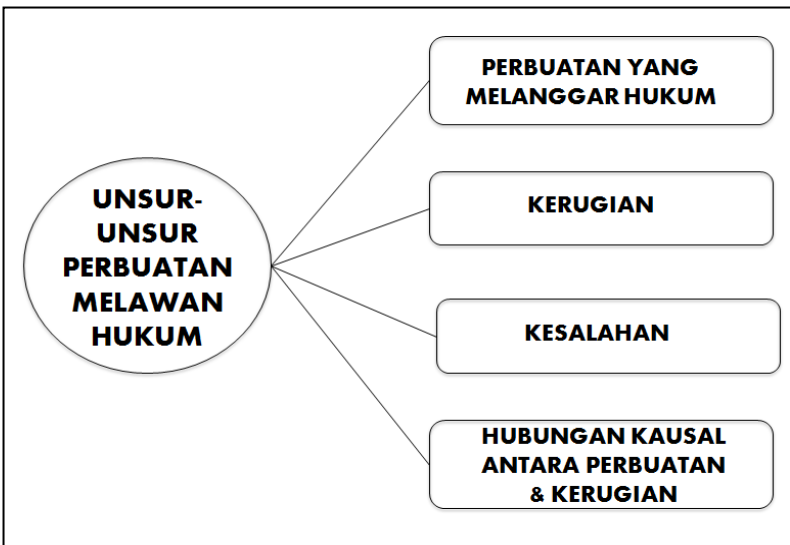 UNSUR-
UNSUR
PERBUATAN
MELAWAN
HUKUM
PERBUATAN YANG
MELANGGAR HUKUM
KERUGIAN
KESALAHAN
HUBUNGAN KAUSAL
ANTARA PERBUATAN
& KERUGIAN